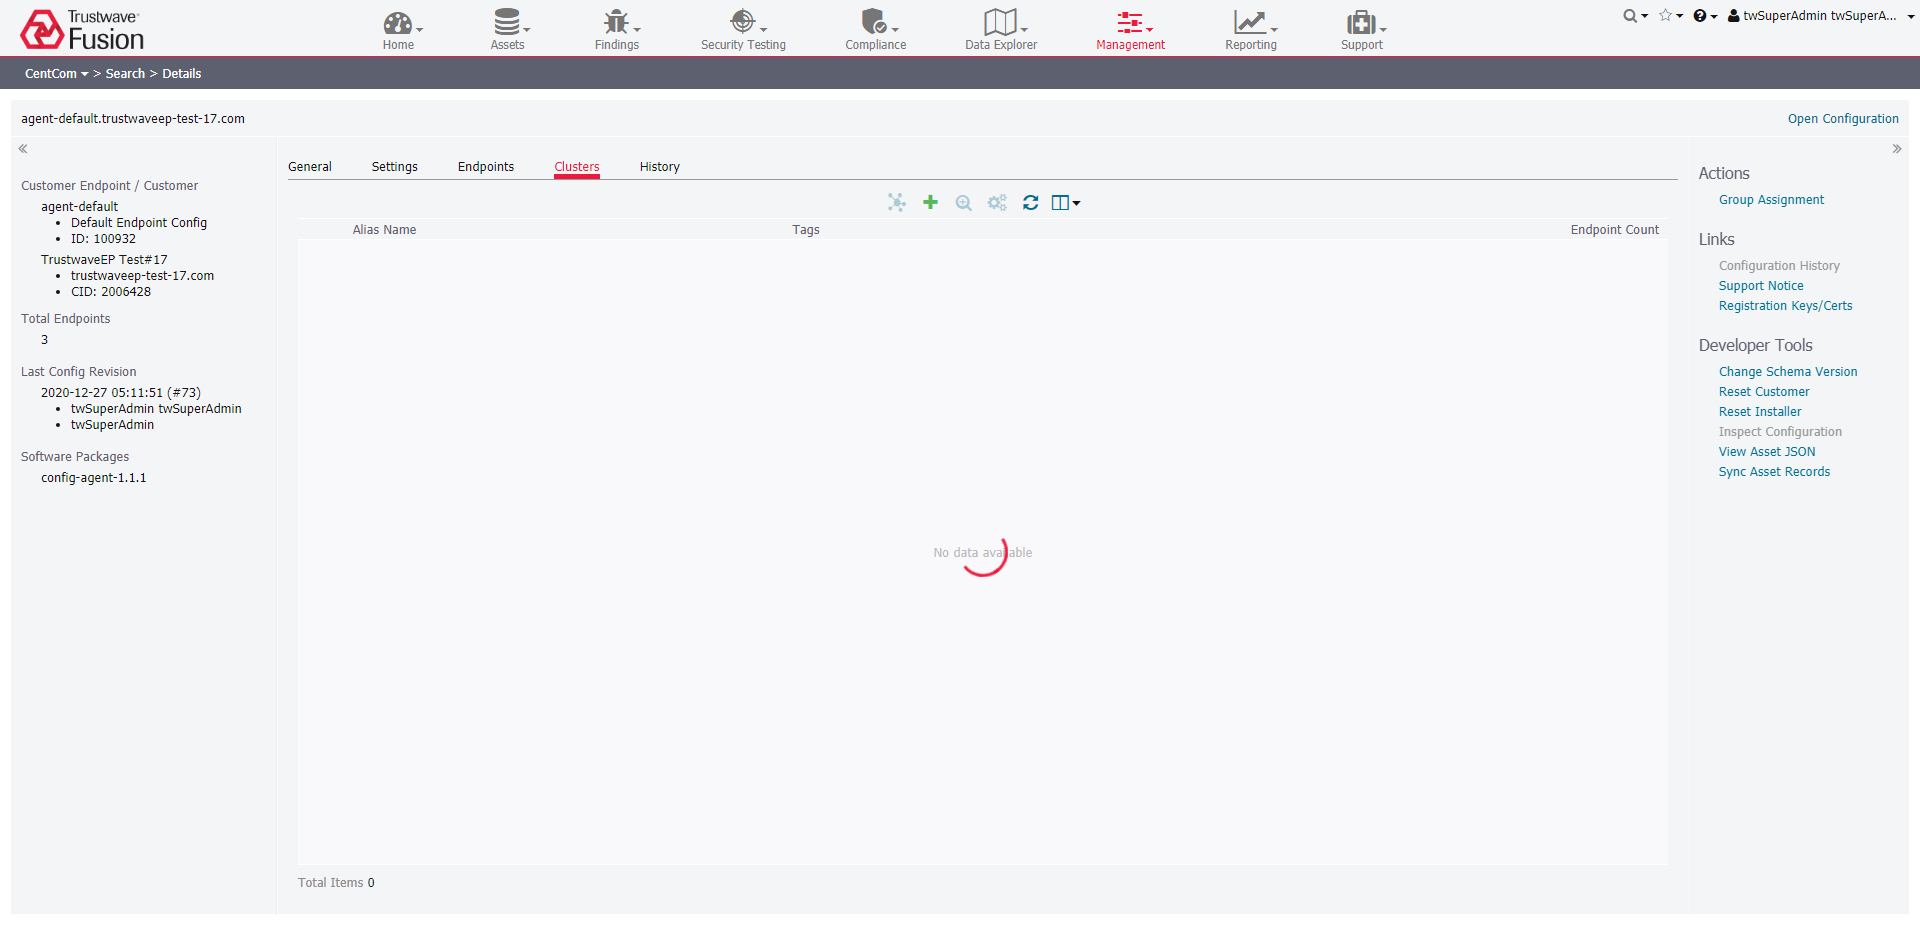 Trustwave
Fusion
Home
Assets
Findings
Security Testing
Compliance
Data Explorer
Management
Reporting
Support
twSuperAdmin twSuperA...
CentCom > Search > Details
agent-default.trustwaveep-test-17.com
Open Configuration
Customer Endpoint / Customer
agent-default
• Default Endpoint Config
• ID: 100932
TrustwaveEP Test#17
• trustwaveep-test-17.com
• CID: 2006428
Total Endpoints
3
Last Config Revision
2020-12-27 05:11:51 (#73)
• twSuperAdmin twSuperAdmin
• twSuperAdmin
Software Packages
config-agent-1.1.1
General
Settings
Endpoints
Clusters
History
Alias Name
Tags
Endpoint Count
No data available
Total Items 0
Actions
Group Assignment
Links
Configuration History
Support Notice
Registration Keys/Certs
Developer Tools
Change Schema Version
Reset Customer
Reset Installer
Inspect Configuration
View Asset JSON
Sync Asset Records